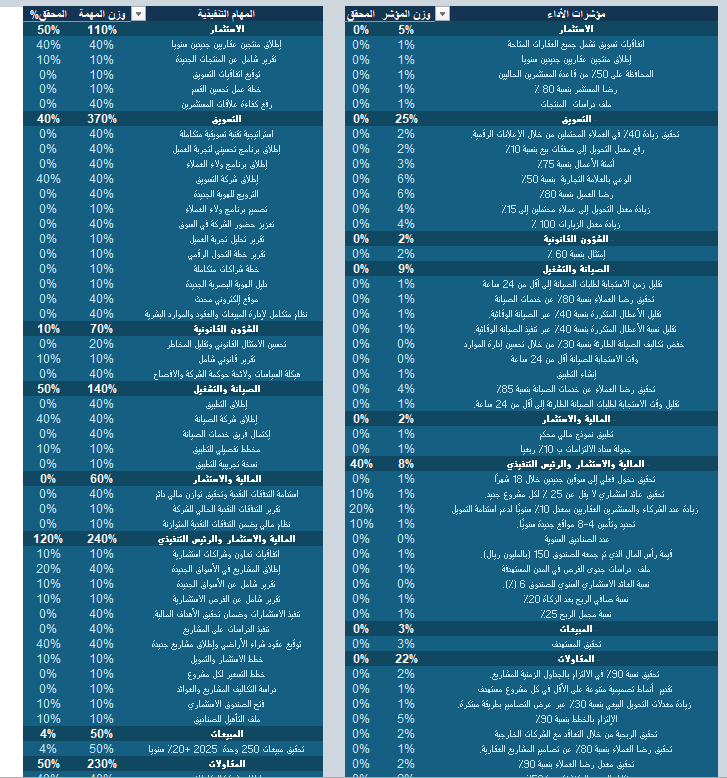 مؤشرات الأداء وزن المؤشر المحقق
الاستثمار 5% 0%
اتفاقيات تسويق تشمل جميع العقارات المتاحة 1% 0%
إطلاق منتجين عقاريين جديدين سنويا 1% 0%
المحافظة على 50٪ من قاعدة المستثمرين الحاليين 1% 0%
رضا المستثمر بنسبة 80 ٪ 1% 0%
ملف دراسات المنتجات 1% 0%
التسويق 25% 0%
تحقيق زيادة 40٪ في العملاء المحتملين من خلال الإعلانات الرقمية. 2% 0%
رفع معدل التحويل إلى صفقات بيع بنسبة 10٪ 2% 0%
أتمتة الأعمال بنسبة 75٪ 3% 0%
الوعي بالعلامة التجارية بنسبة 50٪ 6% 0%
رضا العميل بنسبة 80٪ 6% 0%
زيادة معدل التحويل إلى عملاء محتملين إلى 15٪ 4% 0%
زيادة معدل الزيارات 100 ٪ 4% 0%
الشؤون القانونية 2% 0%
إمتثال بنسبة 60 ٪ 2% 0%
الصيانة والتشغيل 9% 0%
تقليل زمن الاستجابة لطلبات الصيانة إلى أقل من 24 ساعة 1% 0%
تحقيق رضا العملاء بنسبة 80٪ عن خدمات الصيانة 1% 0%
تقليل الأعطال المتكررة بنسبة 40٪ عبر الصيانة الوقائية. 1% 0%
تقليل نسبة الأعطال المتكررة بنسبة 40٪ عبر تنفيذ الصيانة الوقائية. 1% 0%
خفض تكاليف الصيانة الطارئة بنسبة 30٪ من خلال تحسين إدارة الموارد 0% 0%
وقت الاستجابة للصيانة أقل من 24 ساعة 0% 0%
إنشاء التطبيق 1% 0%
تحقيق رضا العملاء عن خدمات الصيانة بنسبة 85٪ 4% 0%
تقليل وقت الاستجابة لطلبات الصيانة الطارئة إلى أقل من 24 ساعة. 1% 0%
المالية والاستثمار 2% 0%
تطبيق نموذج مالي محكم 1% 0%
جدولة سداد الالتزامات ب 10٪ ربعيا 1% 0%
المالية والاستثمار والرئيس التنفيذي 8% 40%
تحقيق دخول فعلي إلى سوقين جديدين خلال 18 شهرًا 1% 0%
تحقيق عائد استثماري لا يقل عن 25 ٪ لكل مشروع جديد. 1% 10%
زيادة عدد الشركاء والمستثمرين العقاريين بمعدل 10٪ سنويًا لدعم استدامة التمويل 1% 20%
تحديد وتأمين 4–8 مواقع جديدة سنويًا. 1% 10%
عدد الصناديق السنوية 0% 0%
قيمة رأس المال الذي تم جمعه للصندوق 150 (بالمليون ريال). 1% 0%
ملف دراسات جدوى الفرص في المدن المستهدفة 1% 0%
نسبة العائد الاستثماري السنوي للصندوق 6 (٪). 0% 0%
نسبة صافي الربح بعد الزكاة 20٪ 1% 0%
نسبة مجمل الربح 25٪ 1% 0%
المبيعات 3% 0%
تحقيق المستهدف 3% 0%
المقاولات 22% 0%
تحقيق نسبة 90٪ في الالتزام بالجداول الزمنية للمشاريع. 2% 0%
تقديم أنماط تصميمية متنوعة على الأقل في كل مشروع مستهدف 1% 0%
زيادة معدلات التحويل البيعي بنسبة 30٪ عبر عرض التصاميم بطريقة مبتكرة. 1% 0%
الإلتزام بالخطط بنسبة 90٪ 5% 0%
تحقيق الربحية من خلال التعاقد مع الشركات الخارجية 2% 0%
تحقيق رضا العملاء بنسبة 80٪ عن تصاميم المشاريع العقارية. 1% 0%
تحقيق معدل رضا العملاء بنسبة 90٪ 2% 0%
المهام التنفيذية وزن المهمة المحقق%
الاستثمار 110% 50%
إطلاق منتجين عقاريين جديدين سنويا 40% 40%
تقرير شامل عن المنتجات الجديدة 10% 10%
توقيع اتفاقيات التسويق 40% 0%
خطة عمل تحسين القسم 40% 0%
رفع كفاءة علاقات المستثمرين 40% 0%
التسويق 370% 40%
استراتيجية تقنية تسويقية متكاملة 40% 0%
إطلاق برنامج تحسيني لتجربة العميل 40% 0%
إطلاق برنامج ولاء العملاء 40% 0%
إطلاق شركة التسويق 40% 40%
الترويج للهوية الجديدة 40% 0%
تصميم برنامج ولاء العملاء 10% 0%
تعزيز حضور الشركة في السوق 40% 0%
تقرير تحليل تجربة العميل 10% 0%
تقرير خطة التحول الرقمي 10% 0%
خطة شراكات متكاملة 10% 0%
دليل الهوية البصرية الجديدة 10% 0%
موقع إلكتروني محدث 40% 0%
نظام متكامل لإدارة المبيعات والعقود والموارد البشرية 40% 0%
الشؤون القانونية 70% 10%
تحسين الامتثال القانوني وتقليل المخاطر 20% 0%
تقرير قانوني شامل 10% 10%
هيكلة السياسات ولائحة حوكمة الشركة والافصاح 40% 0%
الصيانة والتشغيل 140% 50%
إطلاق التطبيق 40% 0%
إطلاق شركة الصيانة 40% 40%
إكتمال فريق خدمات الصيانة 40% 0%
مخطط تفصيلي للتطبيق 10% 10%
نسخة تجريبية للتطبيق 10% 0%
المالية والاستثمار 60% 0%
استدامة التدفقات النقدية وتحقيق توازن مالي دائم 40% 0%
تقرير للتدفقات النقدية الحالي للشركة 10% 0%
نظام مالي يضمن التدفقات النقدية المتوازنة 10% 0%
المالية والاستثمار والرئيس التنفيذي 240% 120%
اتفاقيات تعاون وشراكات استشارية 10% 10%
إطلاق المشاريع في الأسواق الجديدة 40% 20%
تقرير شامل عن الأسواق الجديدة 10% 10%
تقرير شامل عن الفرص الاستثمارية 10% 10%
تنفيذ الاستثمارات وضمان تحقيق الأهداف المالية. 40% 0%
تنفيذ الدراسات على المشاريع 40% 0%
توقيع عقود شراء الأراضي وإطلاق مشاريع جديدة 40% 40%
خطط الاستثمار والتمويل 10% 10%
خطط التسعير لكل مشروع 10% 0%
دراسة التكاليف المشاريع والعوائد 10% 0%
فتح الصندوق الاستثماري 10% 10%
ملف التأهيل للصناديق 10% 10%
المبيعات 50% 4%
تحقيق مبيعات 250 وحدة 2025 +20٪ سنويا 50% 4%
المقاولات 230% 50%